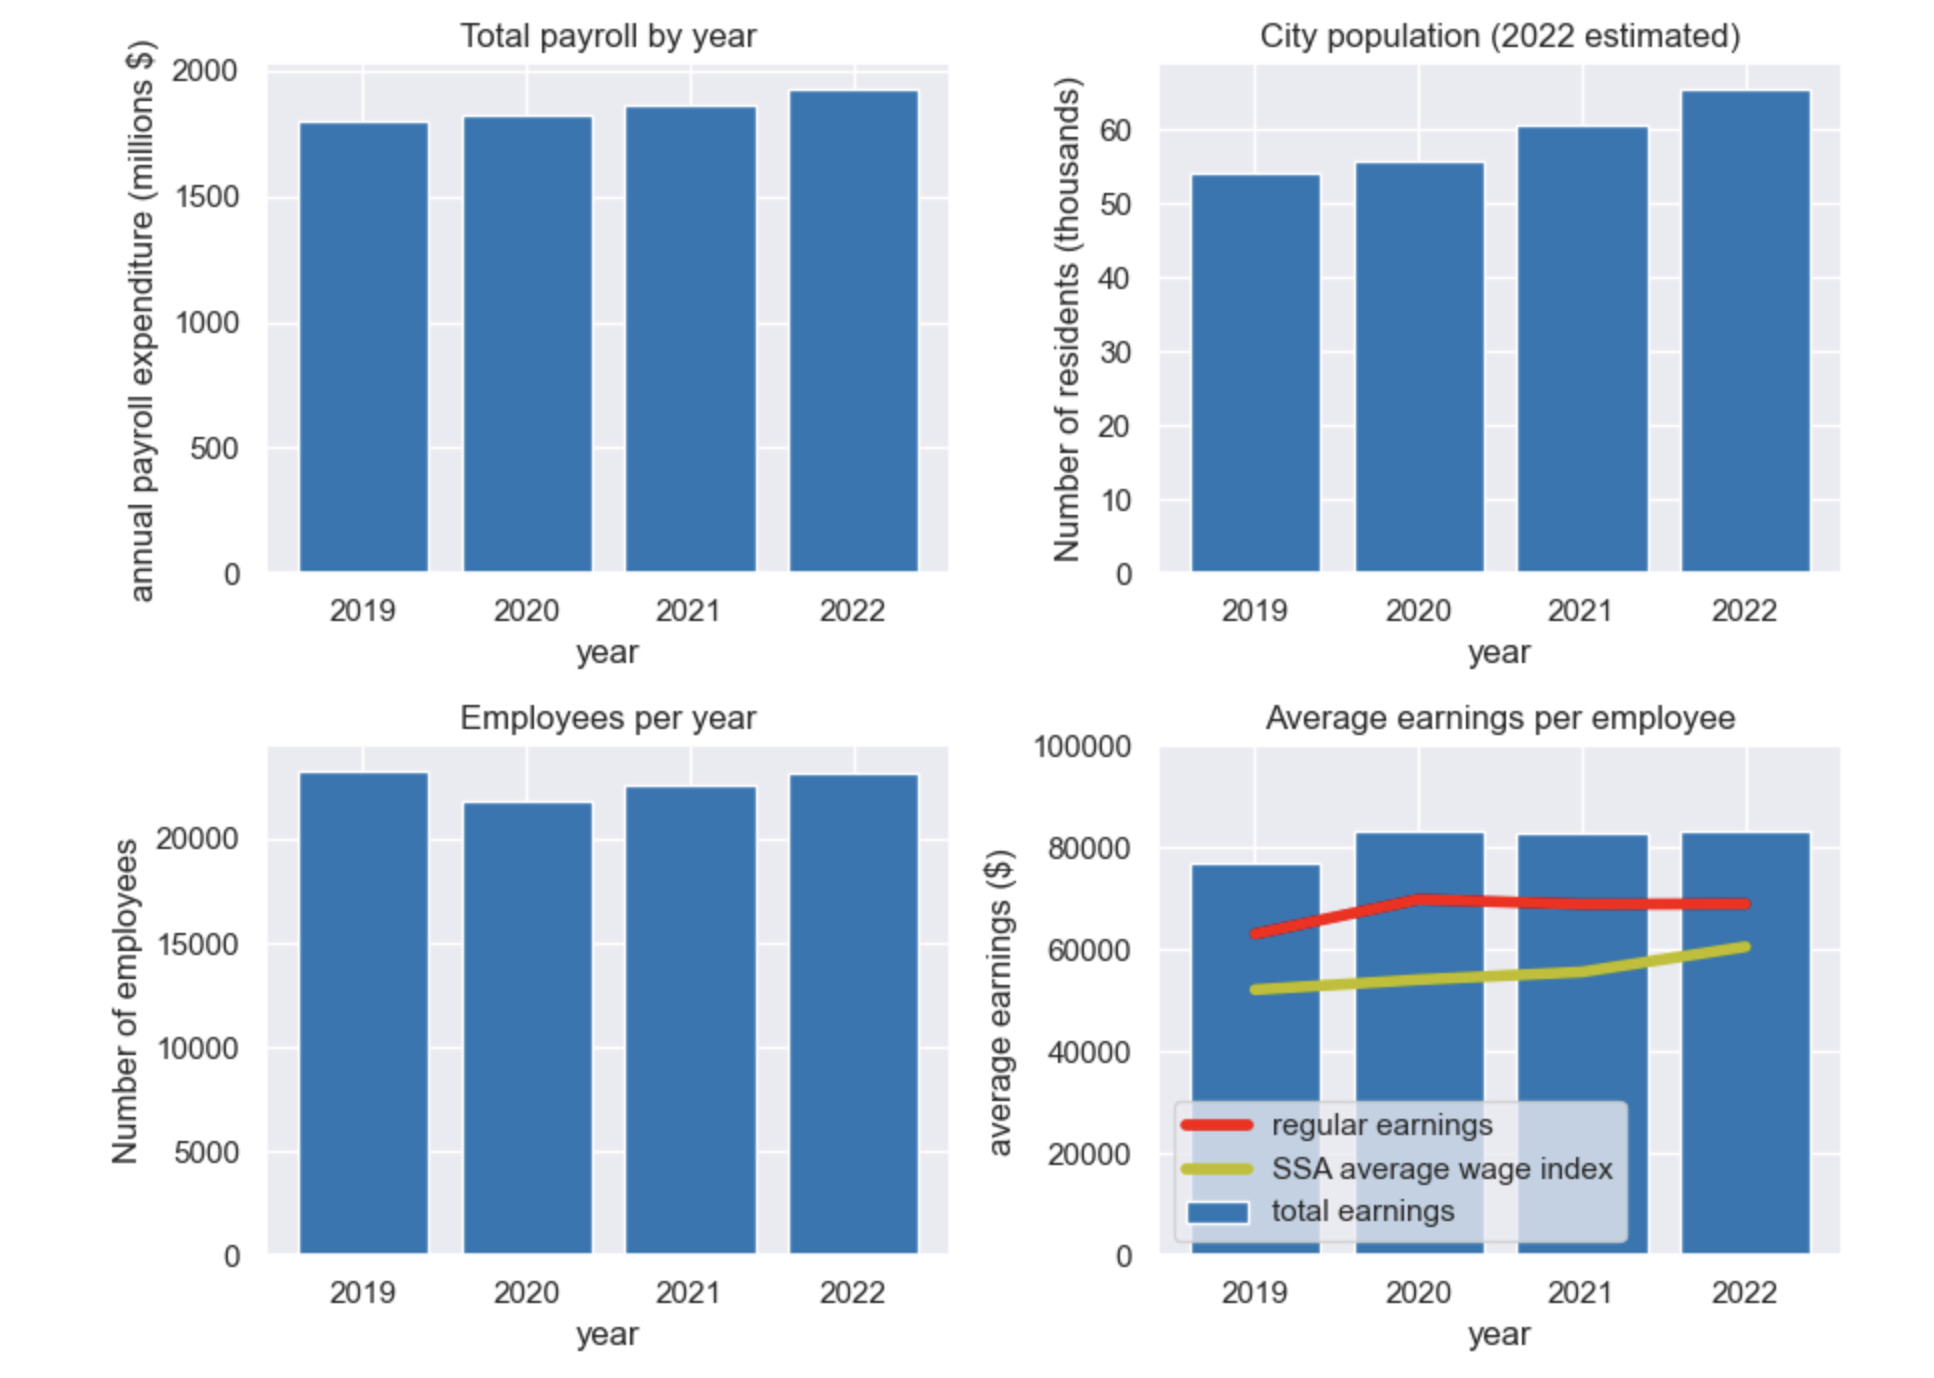 Total payroll by year
annual payroll expenditure (millions $)
2000
1500
1000
500
0
2019 2020 2021 2022
year
City population (2022 estimated)
Number of residents (thousands)
60
50
40
30
20
10
0
2019 2020 2021 2022
year
Employees per year
Number of employees
20000
15000
10000
5000
0
2019 2020 2021 2022
year
Average earnings per employee
average earnings ($)
100000
80000
60000
40000
20000
0
regular earnings
SSA average wage index
total earnings
2019 2020 2021 2022
year